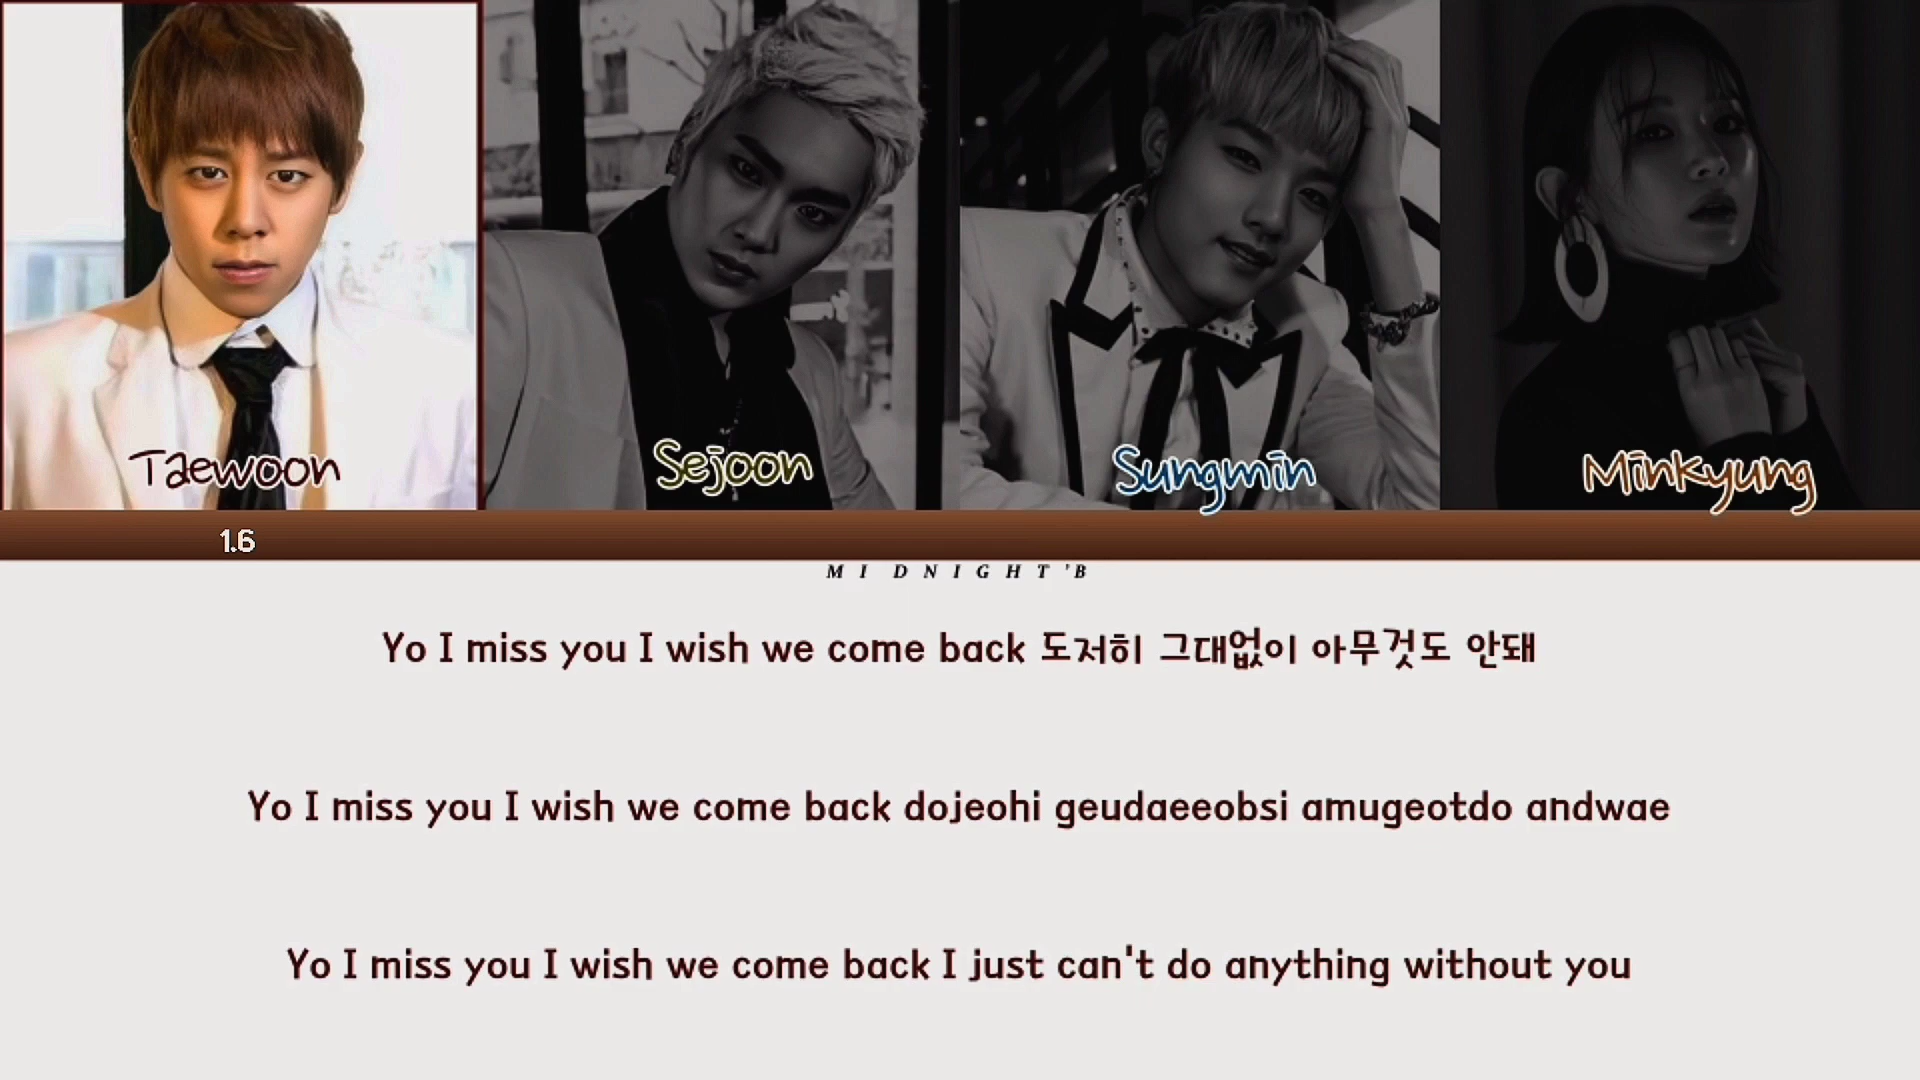 Taewoon
Sejoon
Sungmin
Minkyung
1.6
MIDNIGHT'B
Yo I miss you I wish we come back 도저히 그대없이 아무것도 안돼
Yo I miss you I wish we come back dojeohi geudaeeobsi amugeotdo andwae
Yo I miss you I wish we come back I just can't do anything without you